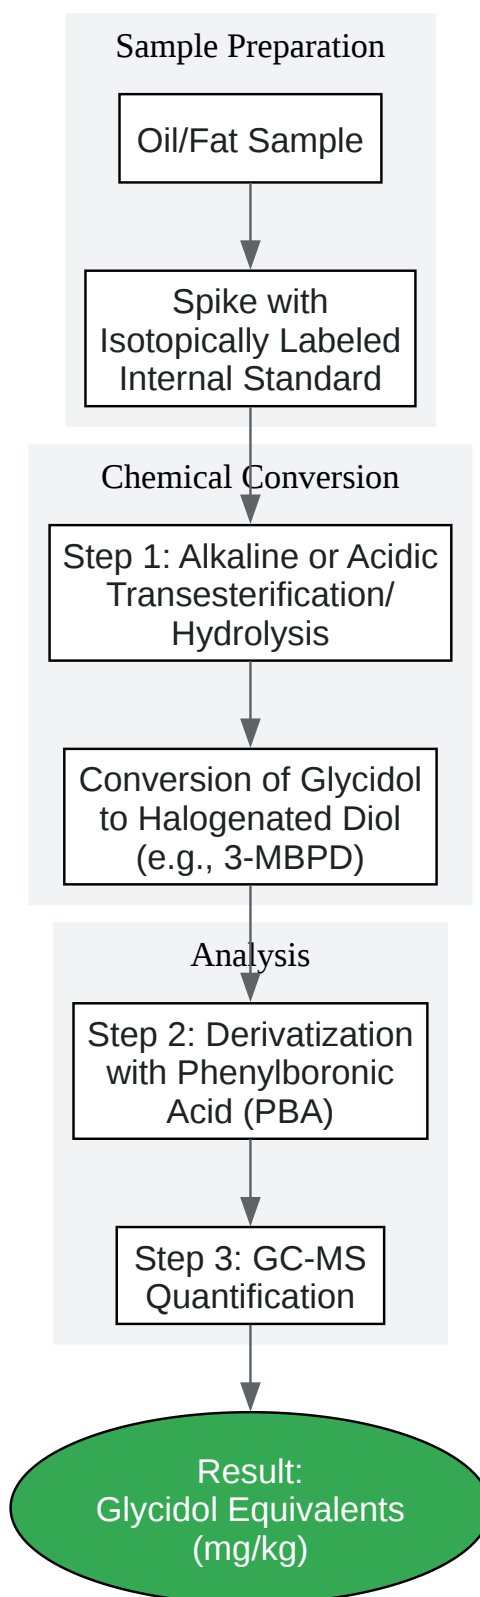 Sample Preparation
Oil/Fat Sample
Spike with
Isotopically Labeled
Internal Standard
Chemical Conversion
Step 1: Alkaline or Acidic
Transesterification/
Hydrolysis
Conversion of Glycidol
to Halogenated Diol
(e.g., 3-MBPD)
Analysis
Step 2: Derivatization
with Phenylboronic
Acid (PBA)
Step 3: GC-MS
Quantification
Result:
Glycidol Equivalents
(mg/kg)